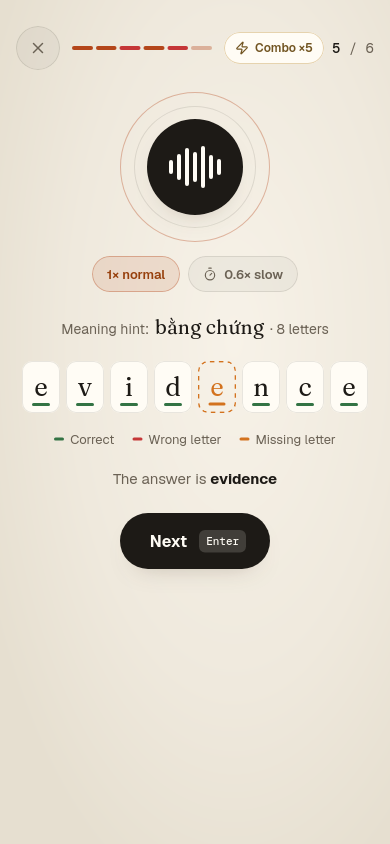 Combo ×5 5 / 6
1× normal 0.6× slow
Meaning hint: bằng chứng · 8 letters
e v i d e n c e
Correct Wrong letter Missing letter
The answer is evidence
Next Enter